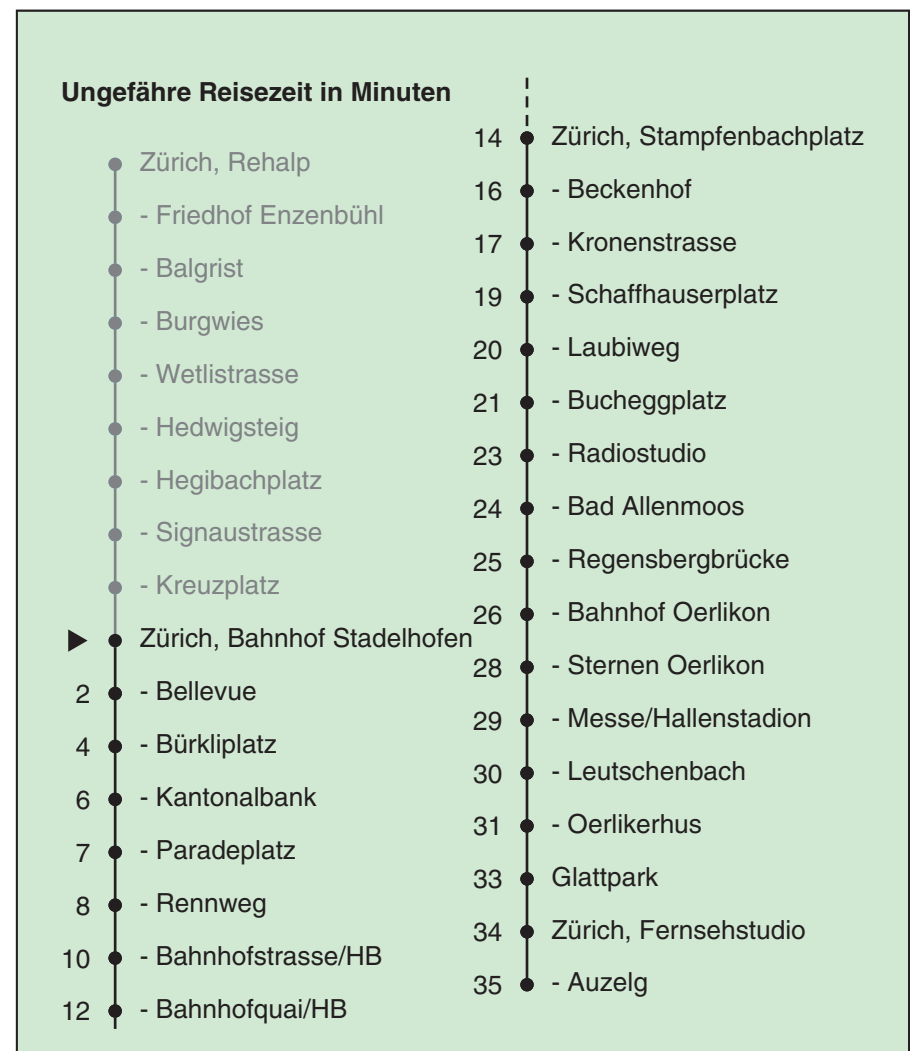 Ungefähre Reisezeit in Minuten
Zürich, Rehalp
- Friedhof Enzenbühl
- Balgrist
- Burgwies
- Wetlistrasse
- Hedwigsteig
- Hegibachplatz
- Signaustrasse
- Kreuzplatz
Zürich, Bahnhof Stadelhofen
2 - Bellevue
4 - Bürkliplatz
6 - Kantonalbank
7 - Paradeplatz
8 - Rennweg
10 - Bahnhofstrasse/HB
12 - Bahnhofquai/HB
14 Zürich, Stampfenbachplatz
16 - Beckenhof
17 - Kronenstrasse
19 - Schaffhauserplatz
20 - Laubiweg
21 - Bucheggplatz
23 - Radiostudio
24 - Bad Allenmoos
25 - Regensbergbrücke
26 - Bahnhof Oerlikon
28 - Sternen Oerlikon
29 - Messe/Hallenstadion
30 - Leutschenbach
31 - Oerlikerhus
33 Glattpark
34 Zürich, Fernsehstudio
35 - Auzelg